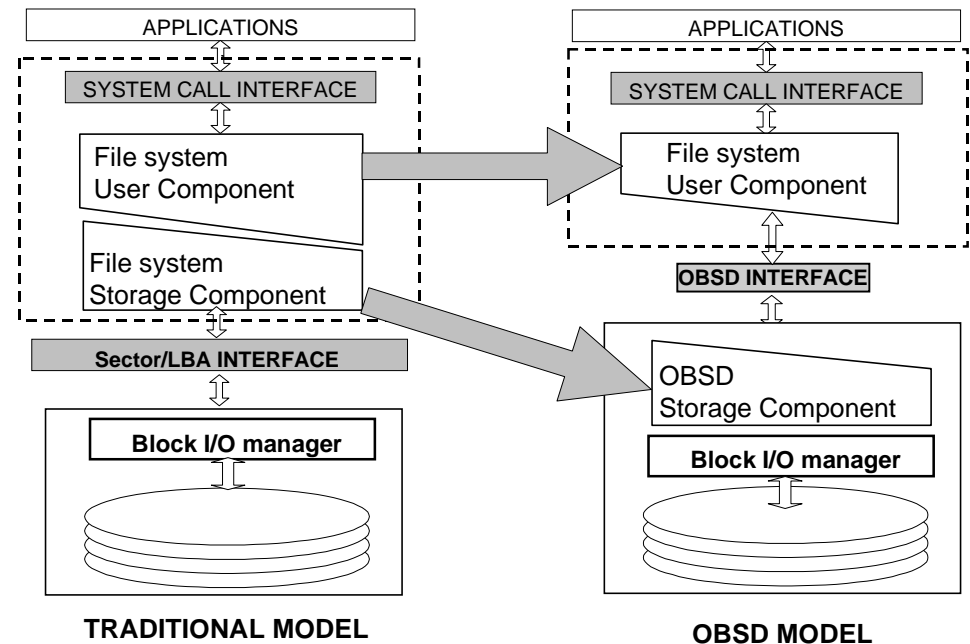 APPLICATIONS
SYSTEM CALL INTERFACE
File system
User Component
File system
Storage Component
Sector/LBA INTERFACE
Block I/O manager
TRADITIONAL MODEL
APPLICATIONS
SYSTEM CALL INTERFACE
File system
User Component
OBSD INTERFACE
OBSD
Storage Component
Block I/O manager
OBSD MODEL